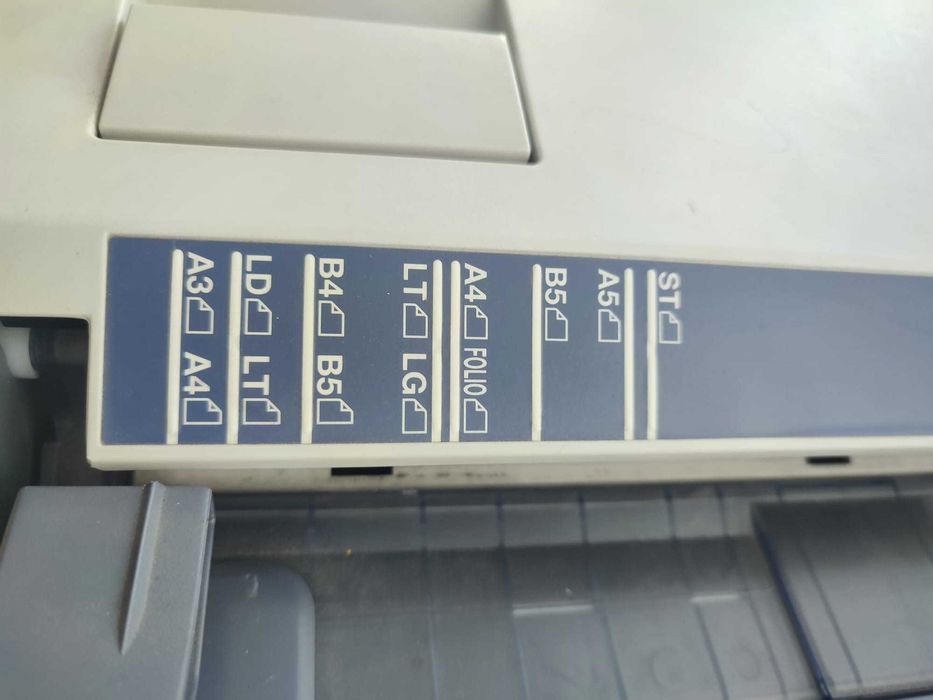 A3 A4
LD LT
B4 B5
LT LG
A4 FOLIO
B5
A5
ST